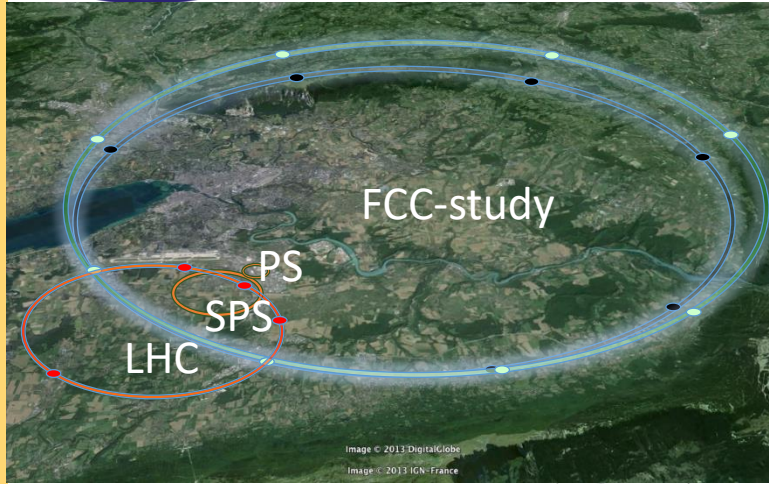 FCC-study
PS
SPS
LHC
Image © 2013 DigitalGlobe
Image © 2013 IGN-France